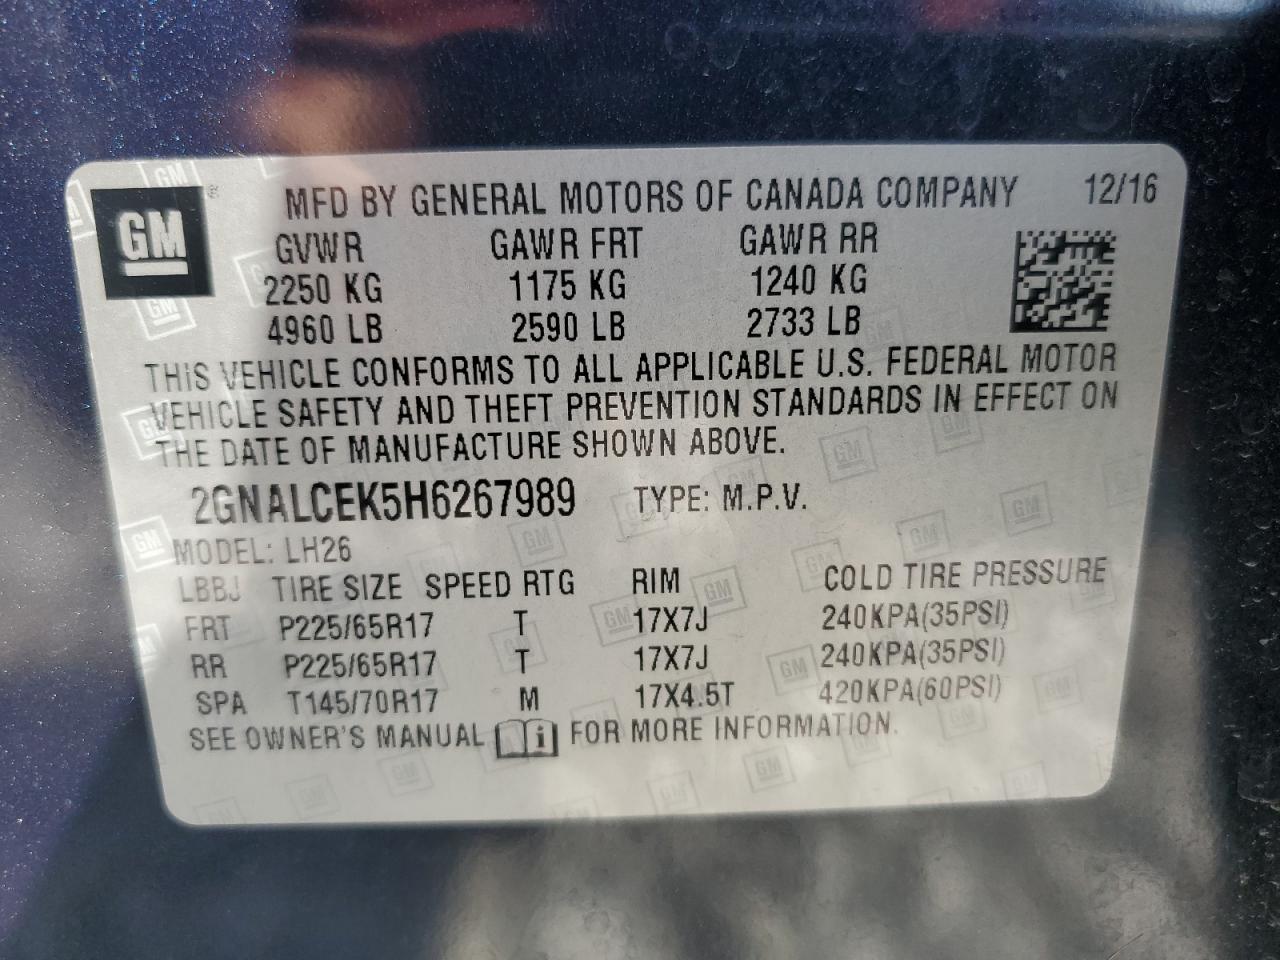 GM ® MFD BY GENERAL MOTORS OF CANADA COMPANY 12/16
GVWR GAWR FRT GAWR RR
2250 KG 1175 KG 1240 KG
4960 LB 2590 LB 2733 LB
THIS VEHICLE CONFORMS TO ALL APPLICABLE U.S. FEDERAL MOTOR
VEHICLE SAFETY AND THEFT PREVENTION STANDARDS IN EFFECT ON
THE DATE OF MANUFACTURE SHOWN ABOVE.
2GNALCEK5H6267989 TYPE: M.P.V.
MODEL: LH26
LBBJ TIRE SIZE SPEED RTG RIM COLD TIRE PRESSURE
FRT P225/65R17 T 17X7J 240KPA(35PSI)
RR P225/65R17 T 17X7J 240KPA(35PSI)
SPA T145/70R17 M 17X4.5T 420KPA(60PSI)
SEE OWNER'S MANUAL i FOR MORE INFORMATION.